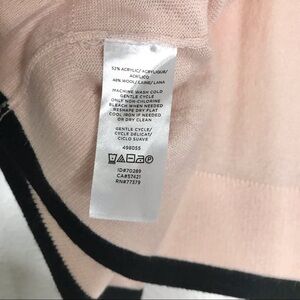 52% ACRYLIC/ ACRYLIQUE/
ACRILICO
48% WOOL/ LAINE/ LANA
MACHINE WASH COLD
GENTLE CYCLE
ONLY NON-CHLORINE
BLEACH WHEN NEEDED
RESHAPE DRY FLAT
COOL IRON IF NEEDED
OR DRY CLEAN
GENTLE CYCLE/
CYCLE DELICAT/
CICLO SUAVE
498055
ID#70289
CA#57621
RN#77379